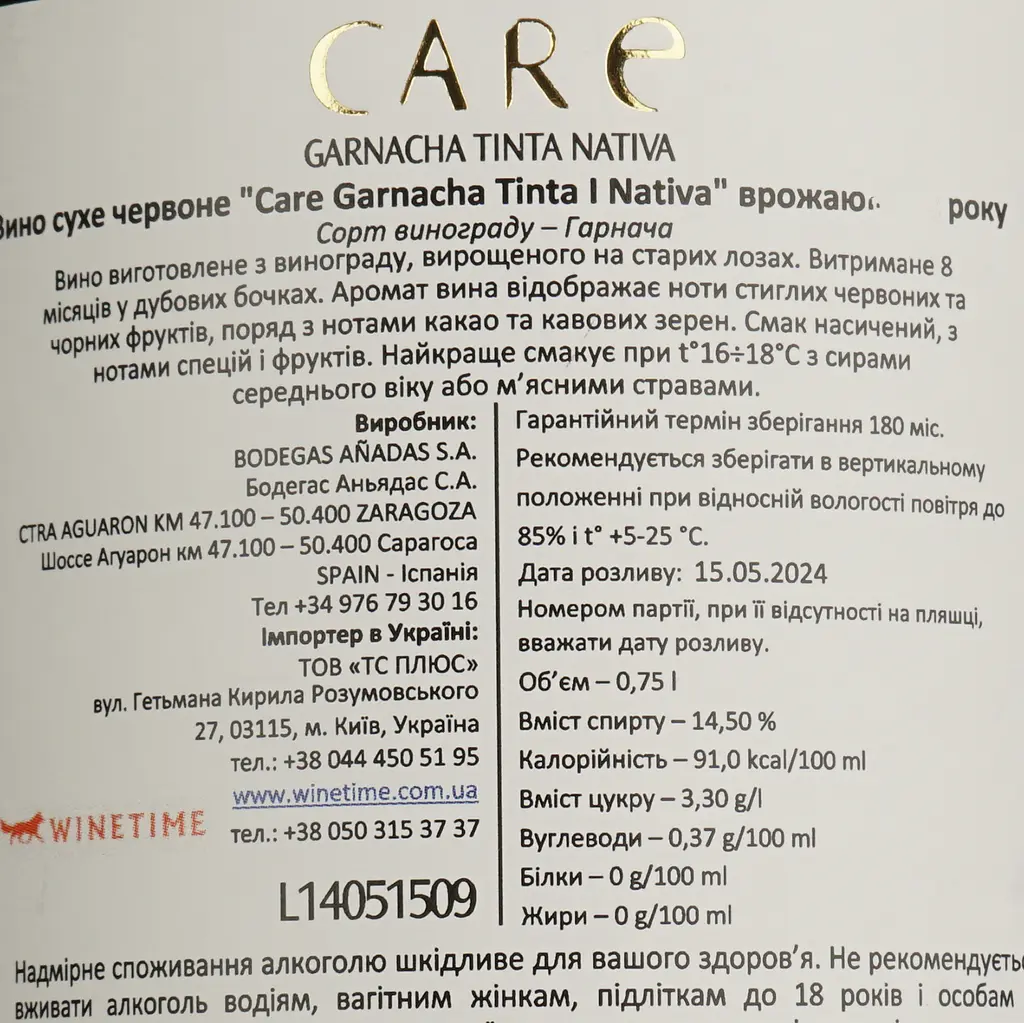 CARE
GARNACHA TINTA NATIVA
Вино сухе червоне "Care Garnacha Tinta I Nativa" врожаю року
Сорт винограду – Гарнача
Вино виготовлене з винограду, вирощеного на старих лозах. Витримане 8
місяців у дубових бочках. Аромат вина відображає ноти стиглих червоних та
чорних фруктів, поряд з нотами какао та кавових зерен. Смак насичений, з
нотами спецій і фруктів. Найкраще смакує при t°16÷18°C з сирами
середнього віку або м’ясними стравами.
Виробник:
BODEGAS AÑADAS S.A.
Бодегас Аньядас С.А.
CTRA AGUARON KM 47.100 – 50.400 ZARAGOZA
Шоссе Агуарон км 47.100 – 50.400 Сарагоса
SPAIN - Іспанія
Тел +34 976 79 30 16
Імпортер в Україні:
ТОВ «ТС ПЛЮС»
вул. Гетьмана Кирила Розумовського
27, 03115, м. Київ, Україна
тел.: +38 044 450 51 95
www.winetime.com.ua
WINETIME
тел.: +38 050 315 37 37
L14051509
Гарантійний термін зберігання 180 міс.
Рекомендується зберігати в вертикальному
положенні при відносній вологості повітря до
85% і t° +5-25 °C.
Дата розливу: 15.05.2024
Номером партії, при її відсутності на пляшці,
вважати дату розливу.
Об’єм – 0,75 l
Вміст спирту – 14,50 %
Калорійність – 91,0 kcal/100 ml
Вміст цукру – 3,30 g/l
Вуглеводи – 0,37 g/100 ml
Білки – 0 g/100 ml
Жири – 0 g/100 ml
Надмірне споживання алкоголю шкідливе для вашого здоров’я. Не рекомендується
вживати алкоголь водіям, вагітним жінкам, підліткам до 18 років і особам